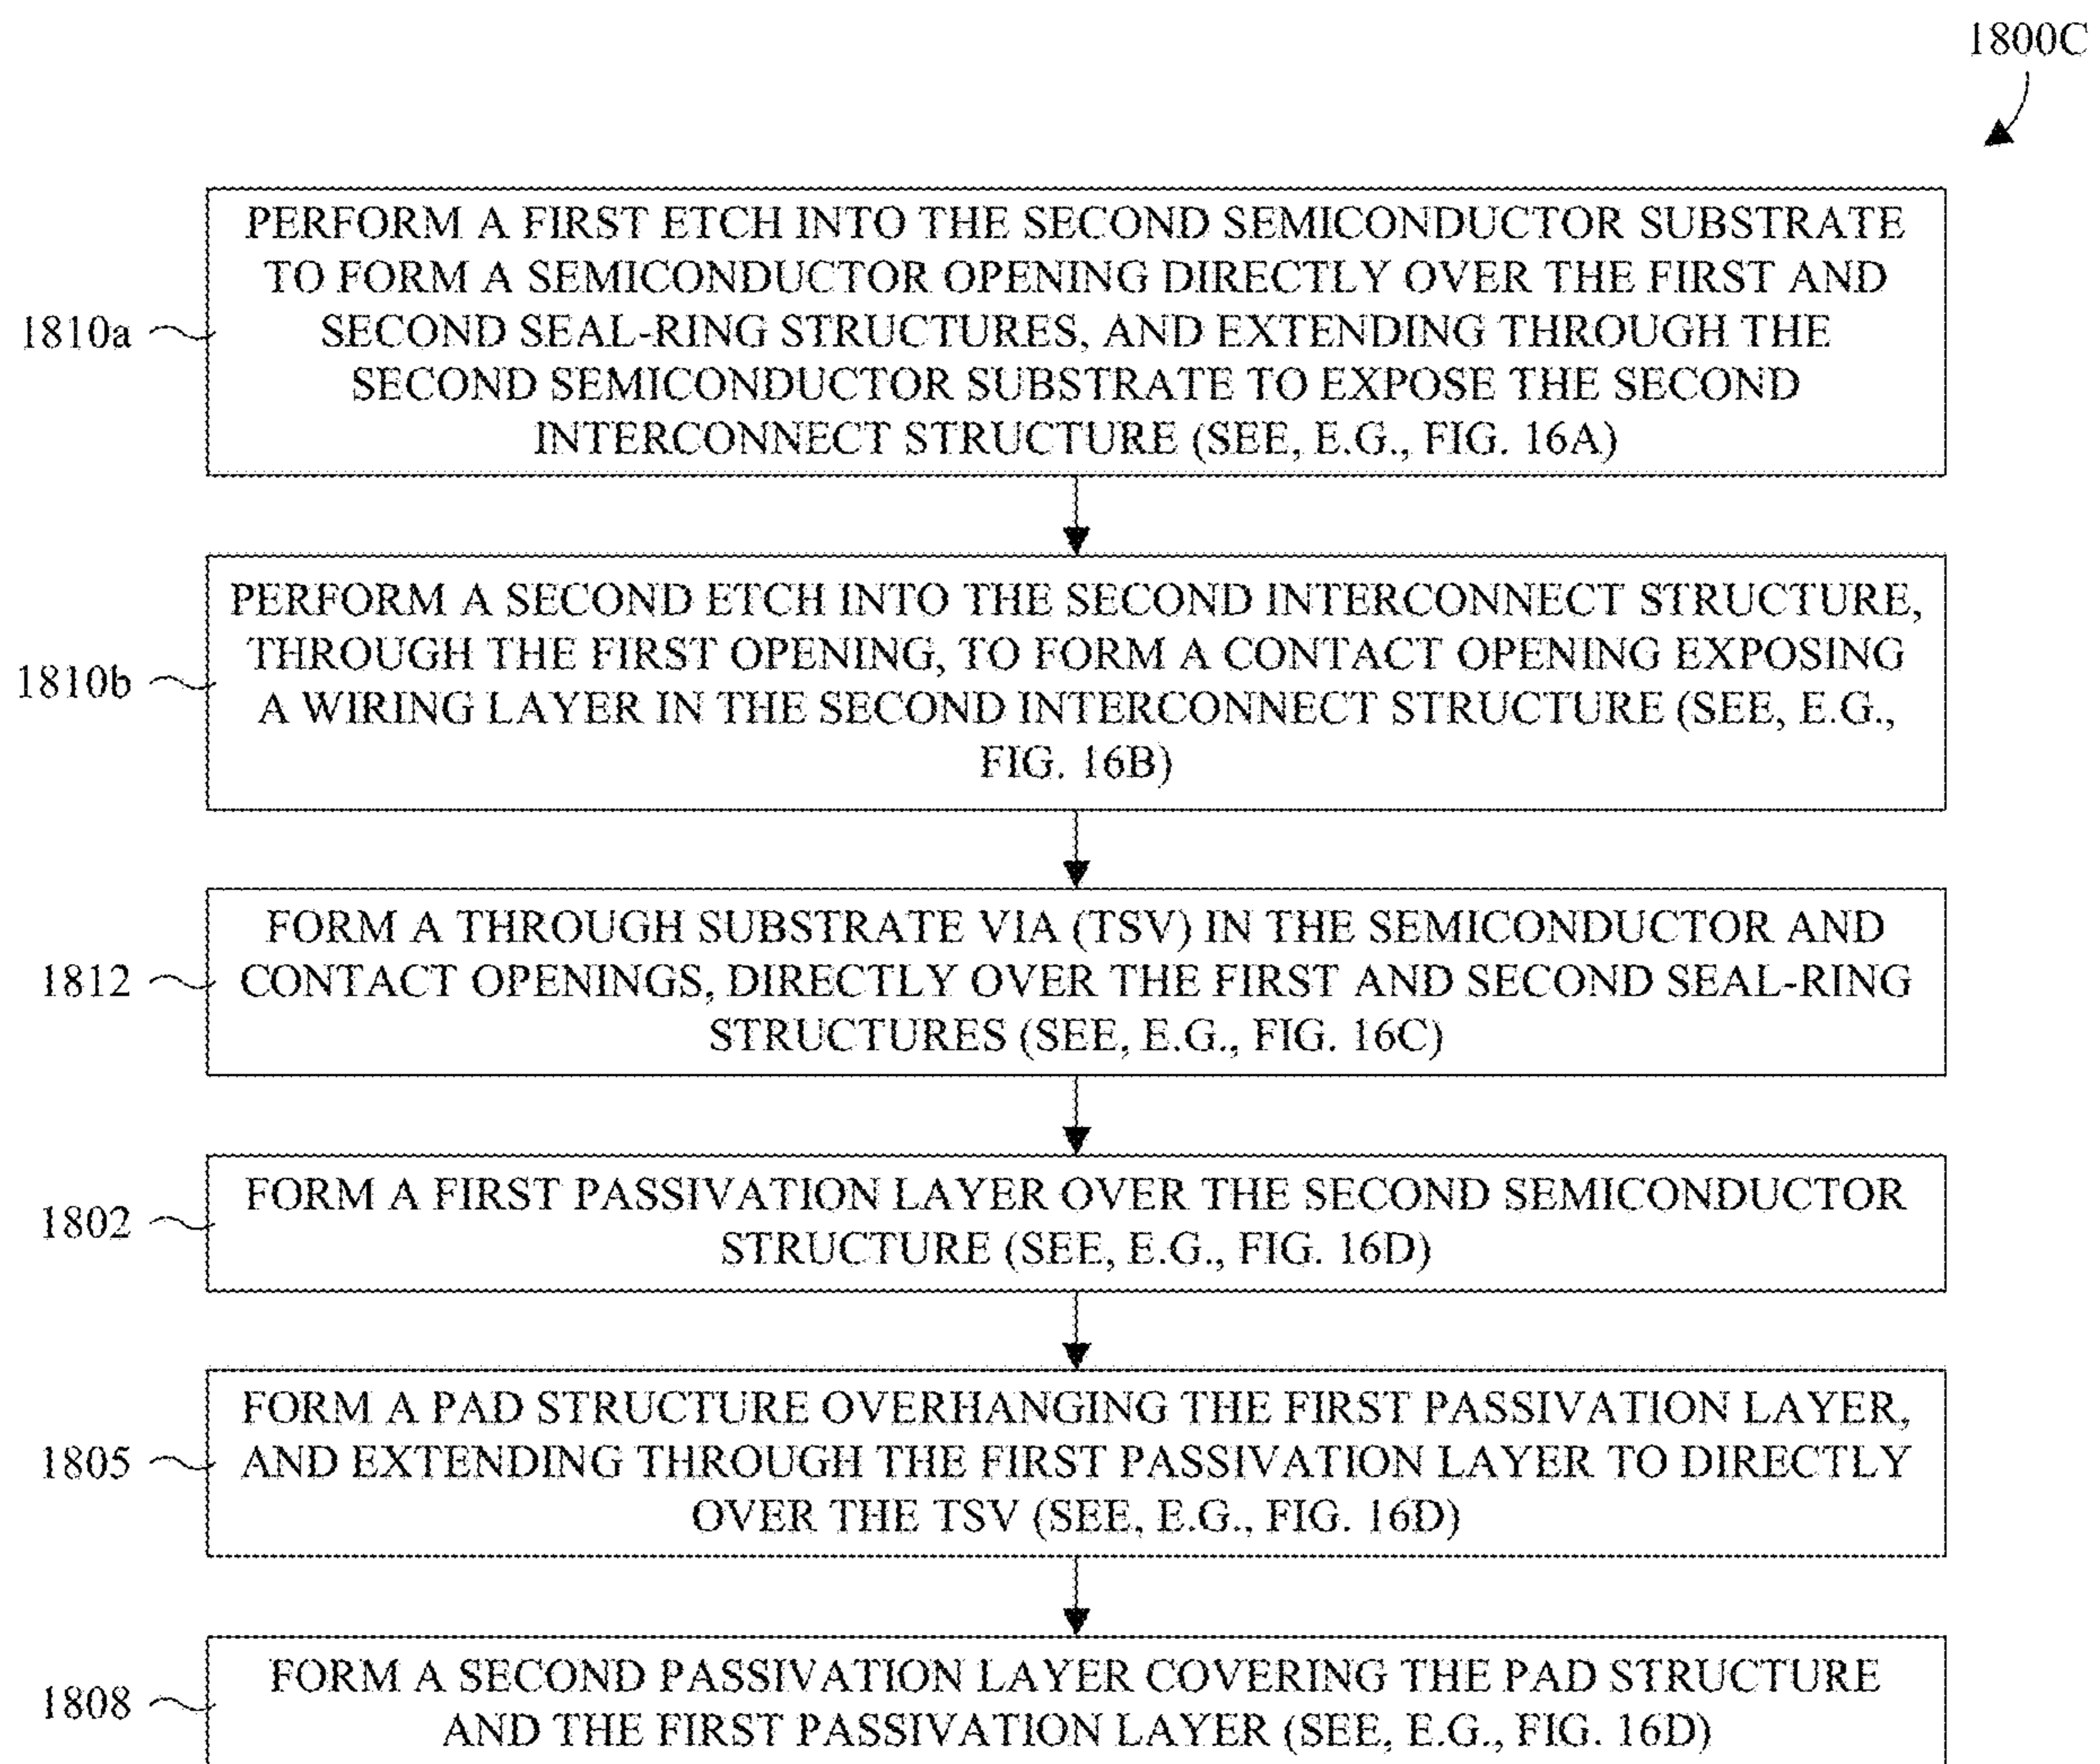 1800C
PERFORM A FIRST ETCH INTO THE SECOND SEMICONDUCTOR SUBSTRATE
TO FORM A SEMICONDUCTOR OPENING DIRECTLY OVER THE FIRST AND
SECOND SEAL-RING STRUCTURES, AND EXTENDING THROUGH THE
SECOND SEMICONDUCTOR SUBSTRATE TO EXPOSE THE SECOND
INTERCONNECT STRUCTURE (SEE, E.G., FIG. 16A)
1810a
PERFORM A SECOND ETCH INTO THE SECOND INTERCONNECT STRUCTURE,
THROUGH THE FIRST OPENING, TO FORM A CONTACT OPENING EXPOSING
A WIRING LAYER IN THE SECOND INTERCONNECT STRUCTURE (SEE, E.G.,
FIG. 16B)
1810b
FORM A THROUGH SUBSTRATE VIA (TSV) IN THE SEMICONDUCTOR AND
CONTACT OPENINGS, DIRECTLY OVER THE FIRST AND SECOND SEAL-RING
STRUCTURES (SEE, E.G., FIG. 16C)
1812
FORM A FIRST PASSIVATION LAYER OVER THE SECOND SEMICONDUCTOR
STRUCTURE (SEE, E.G., FIG. 16D)
1802
FORM A PAD STRUCTURE OVERHANGING THE FIRST PASSIVATION LAYER,
AND EXTENDING THROUGH THE FIRST PASSIVATION LAYER TO DIRECTLY
OVER THE TSV (SEE, E.G., FIG. 16D)
1805
FORM A SECOND PASSIVATION LAYER COVERING THE PAD STRUCTURE
AND THE FIRST PASSIVATION LAYER (SEE, E.G., FIG. 16D)
1808